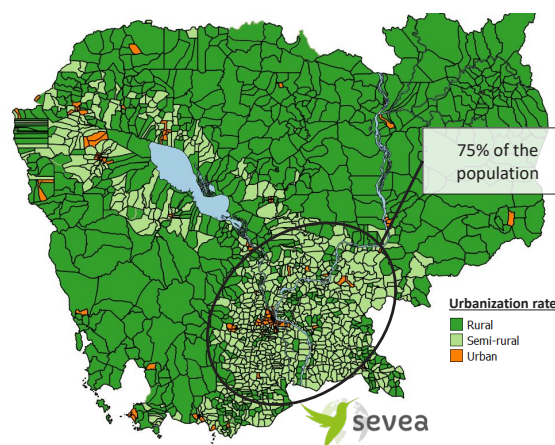 75% of the
population
Urbanization rate
Rural
Semi-rural
Urban
sevea